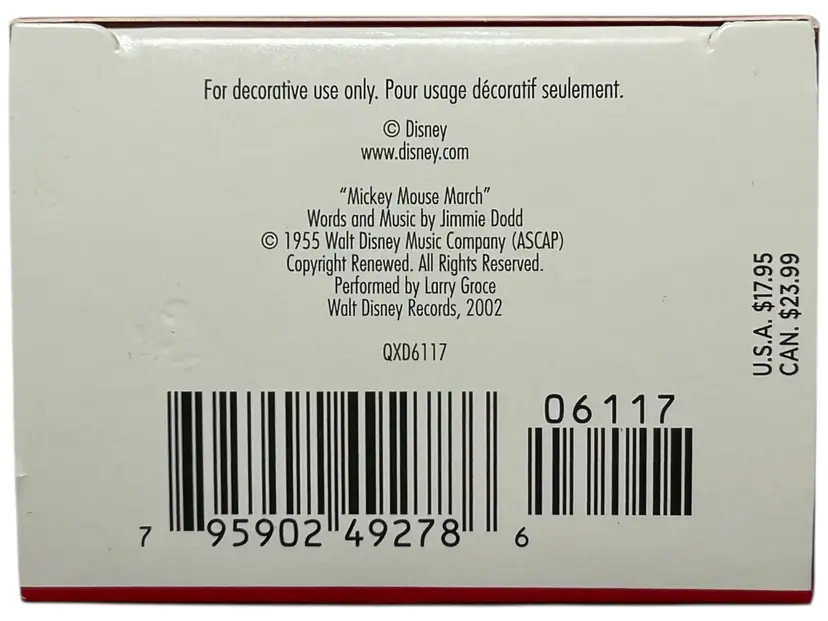 For decorative use only. Pour usage décoratif seulement.
© Disney
www.disney.com
“Mickey Mouse March”
Words and Music by Jimmie Dodd
© 1955 Walt Disney Music Company (ASCAP)
Copyright Renewed. All Rights Reserved.
Performed by Larry Groce
Walt Disney Records, 2002
QXD6117
U.S.A. $17.95
CAN. $23.99
06117
7 95902 49278 6